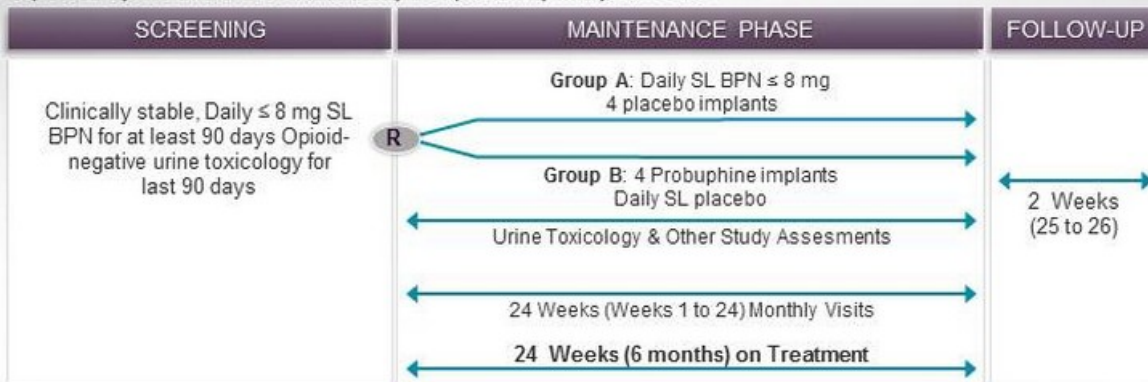 SCREENING
MAINTENANCE PHASE
FOLLOW-UP
Clinically stable, Daily ≤ 8 mg SL
BPN for at least 90 days Opioid-
negative urine toxicology for
last 90 days
R
Group A: Daily SL BPN ≤ 8 mg
4 placebo implants
Group B: 4 Probuphine implants
Daily SL placebo
Urine Toxicology & Other Study Assesments
24 Weeks (Weeks 1 to 24) Monthly Visits
24 Weeks (6 months) on Treatment
2 Weeks
(25 to 26)